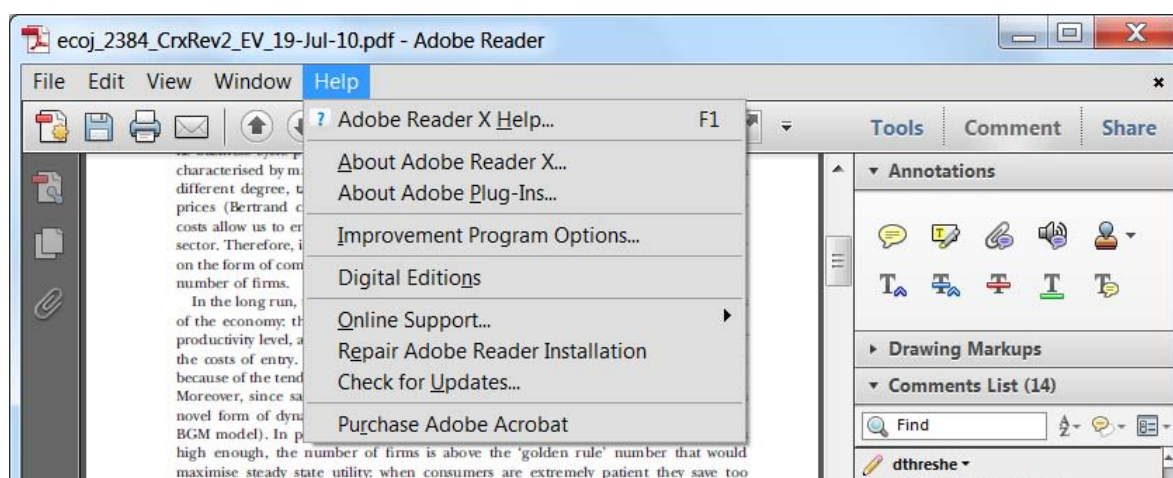 ecoj_2384_CrxRev2_EV_19-Jul-10.pdf - Adobe Reader
File Edit View Window Help
Tools Comment Share
? Adobe Reader X Help... F1
About Adobe Reader X...
About Adobe Plug-Ins...
Improvement Program Options...
Digital Editions
Online Support...
Repair Adobe Reader Installation
Check for Updates...
Purchase Adobe Acrobat
characterised by m
different degree, t
prices (Bertrand c
costs allow us to er
sector. Therefore, i
on the form of com
number of firms.
In the long run,
of the economy: th
productivity level, a
the costs of entry.
because of the tend
Moreover, since sa
novel form of dyna
BGM model). In p
high enough, the number of firms is above the 'golden rule' number that would
maximise steady state utility: when consumers are extremely patient they save too
Annotations
Drawing Markups
Comments List (14)
Find
dthreshe